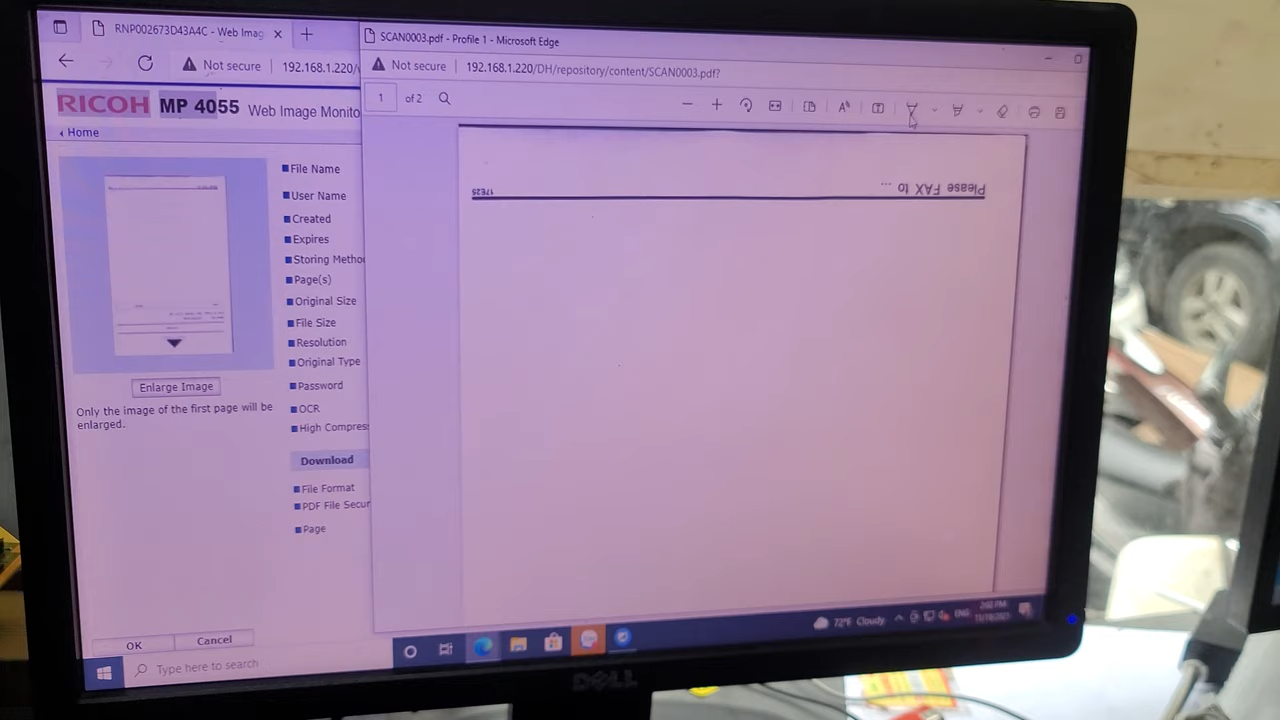 RNP002673D43A4C - Web Imag
SCAN0003.pdf - Profile 1 - Microsoft Edge
Not secure
192.168.1.220/
Not secure
192.168.1.220/DH/repository/content/SCAN0003.pdf?
RICOH MP 4055 Web Image Monito
1 of 2
Home
File Name
User Name
Created
Expires
Storing Metho
Page(s)
Original Size
File Size
Resolution
Original Type
Password
OCR
High Compres
Enlarge Image
Only the image of the first page will be
enlarged.
Download
File Format
PDF File Secur
Page
Please FAX to ...
OK
Cancel
Type here to search
72°F Cloudy
ENG
DELL